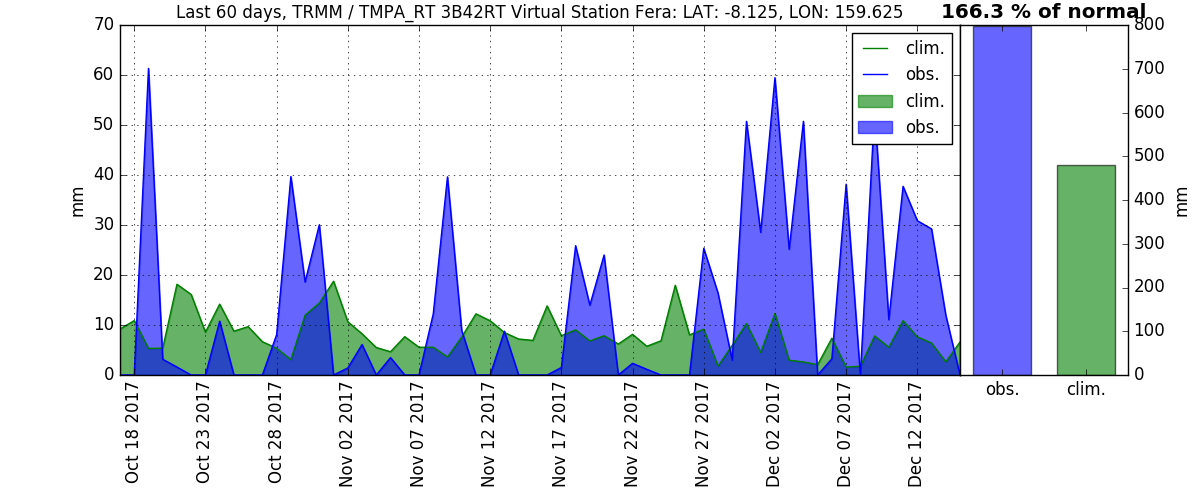 Last 60 days, TRMM / TMPA_RT 3B42RT Virtual Station Fera: LAT: -8.125, LON: 159.625
166.3 % of normal
clim.
obs.
clim.
obs.
mm
70
60
50
40
30
20
10
0
Oct 18 2017
Oct 23 2017
Oct 28 2017
Nov 02 2017
Nov 07 2017
Nov 12 2017
Nov 17 2017
Nov 22 2017
Nov 27 2017
Dec 02 2017
Dec 07 2017
Dec 12 2017
800
700
600
500
400
300
200
100
0
mm
obs.
clim.